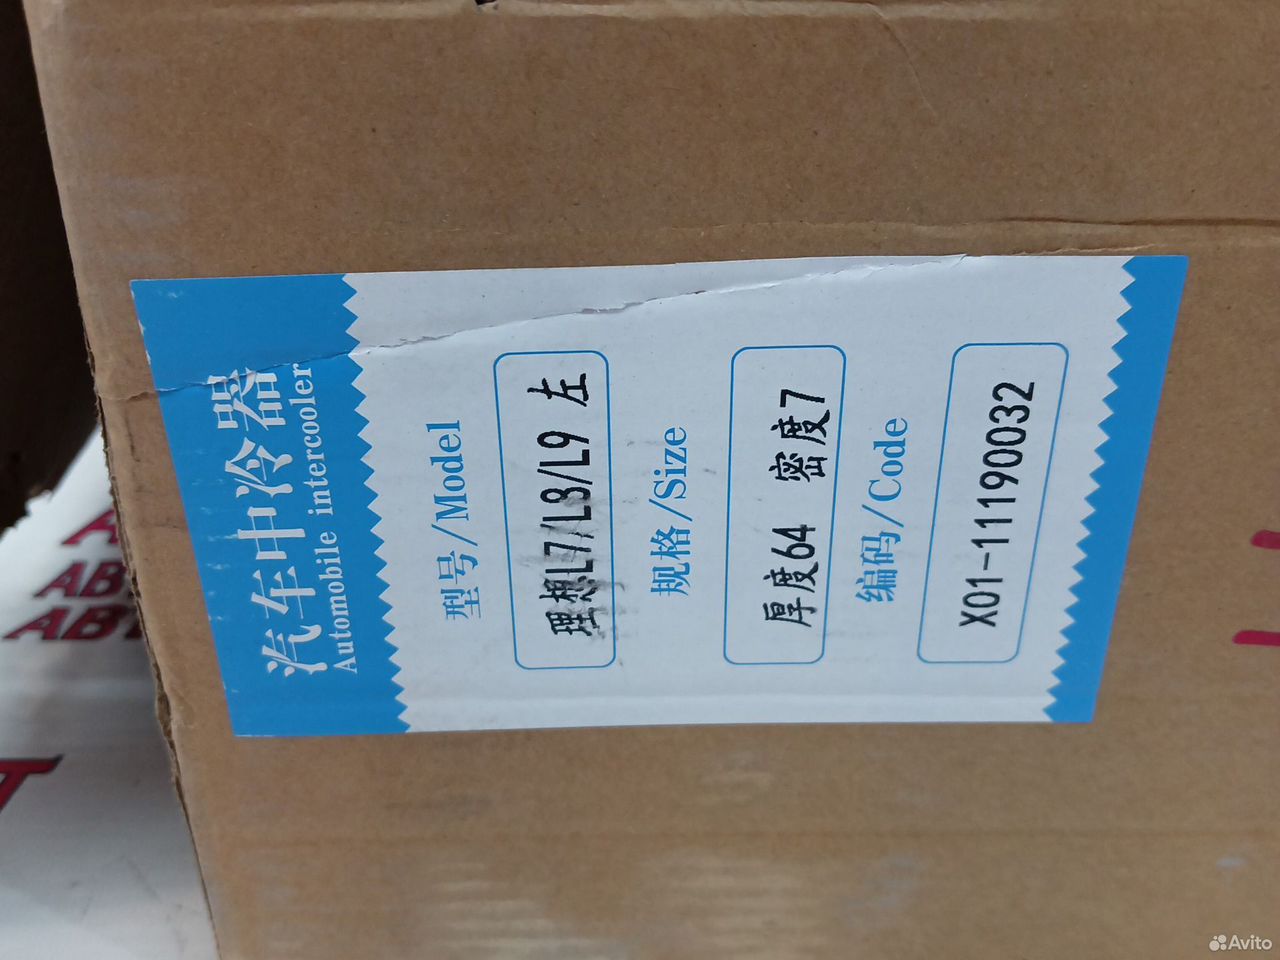 汽车中冷器
Automobile intercooler
型号/Model
理想L7/L8/L9 左
规格/Size
厚度64 密度7
编码/Code
X01-11190032
Avito